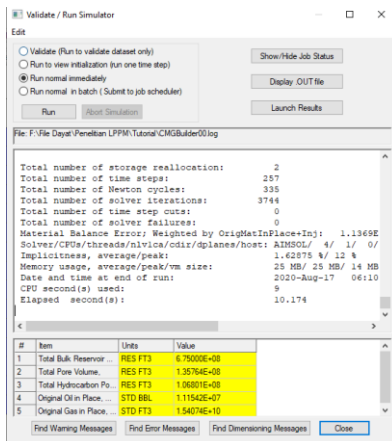 Validate / Run Simulator
Edit
Validate (Run to validate dataset only)
Run to view initialization (run one time step)
Run normal immediately
Run normal in batch ( Submit to job scheduler)
Run Abort Simulation
Show/Hide Job Status
Display .OUT file
Launch Results
File: F:\File Dayat\Penelitian LPPM\Tutorial\CMGBuilder00.log
Total number of storage reallocation: 2
Total number of time steps: 257
Total number of Newton cycles: 335
Total number of solver iterations: 3744
Total number of time step cuts: 0
Total number of solver failures: 0
Material Balance Error; Weighted by OrigMatInPlace+Inj: 1.1369E
Solver/CPUs/threads/nlvica/cdir/dplanes/host: AIMSOL/ 4/ 1/ 0/
Implicitness, average/peak: 1.62875 %/ 12 %
Memory usage, average/peak/vm size: 25 MB/ 25 MB/ 14 MB
Date and time at end of run: 2020-Aug-17 06:10
CPU second(s) used: 9
Elapsed second(s): 10.174
# Item Units Value
1 Total Bulk Reservoir ... RES FT3 6.75000E+08
2 Total Pore Volume, RES FT3 1.35764E+08
3 Total Hydrocarbon Po... RES FT3 1.06801E+08
4 Original Oil in Place, ... STD BBL 1.11542E+07
5 Original Gas in Place, ... STD FT3 1.54074E+10
Find Warning Messages Find Error Messages Find Dimensioning Messages Close